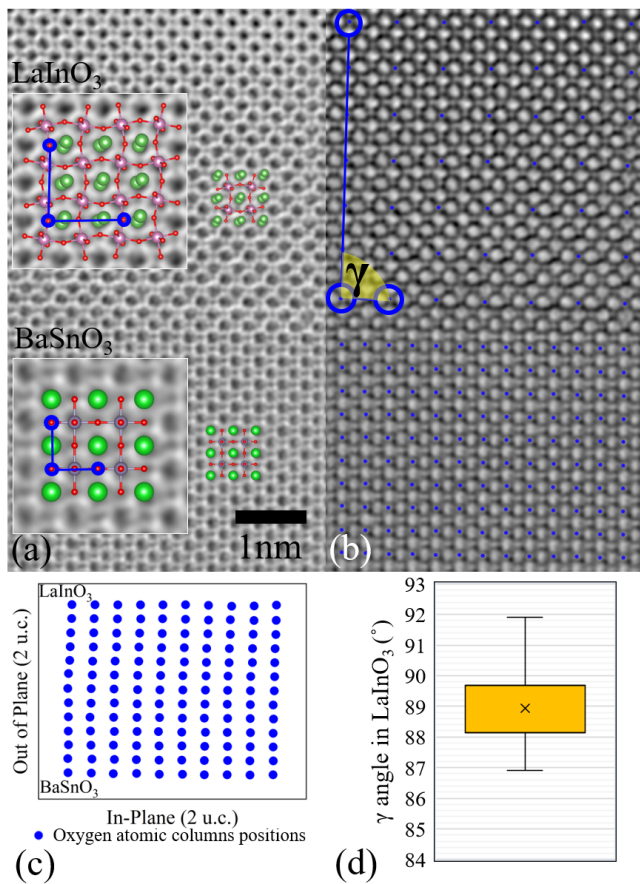 LaInO3
γ
BaSnO3
1nm
(a)
(b)
LaInO3
Out of Plane (2 u.c.)
BaSnO3
In-Plane (2 u.c.)
Oxygen atomic columns positions
(c)
93
92
91
90
89
88
87
86
85
84
γ angle in LaInO3 (°)
(d)